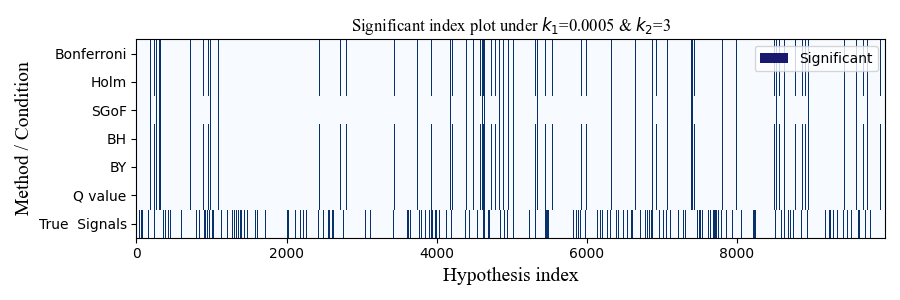 Significant index plot under k₁=0.0005 & k₂=3
Method / Condition
Bonferroni
Holm
SGoF
BH
BY
Q value
True  Signals
Significant
0 2000 4000 6000 8000
Hypothesis index